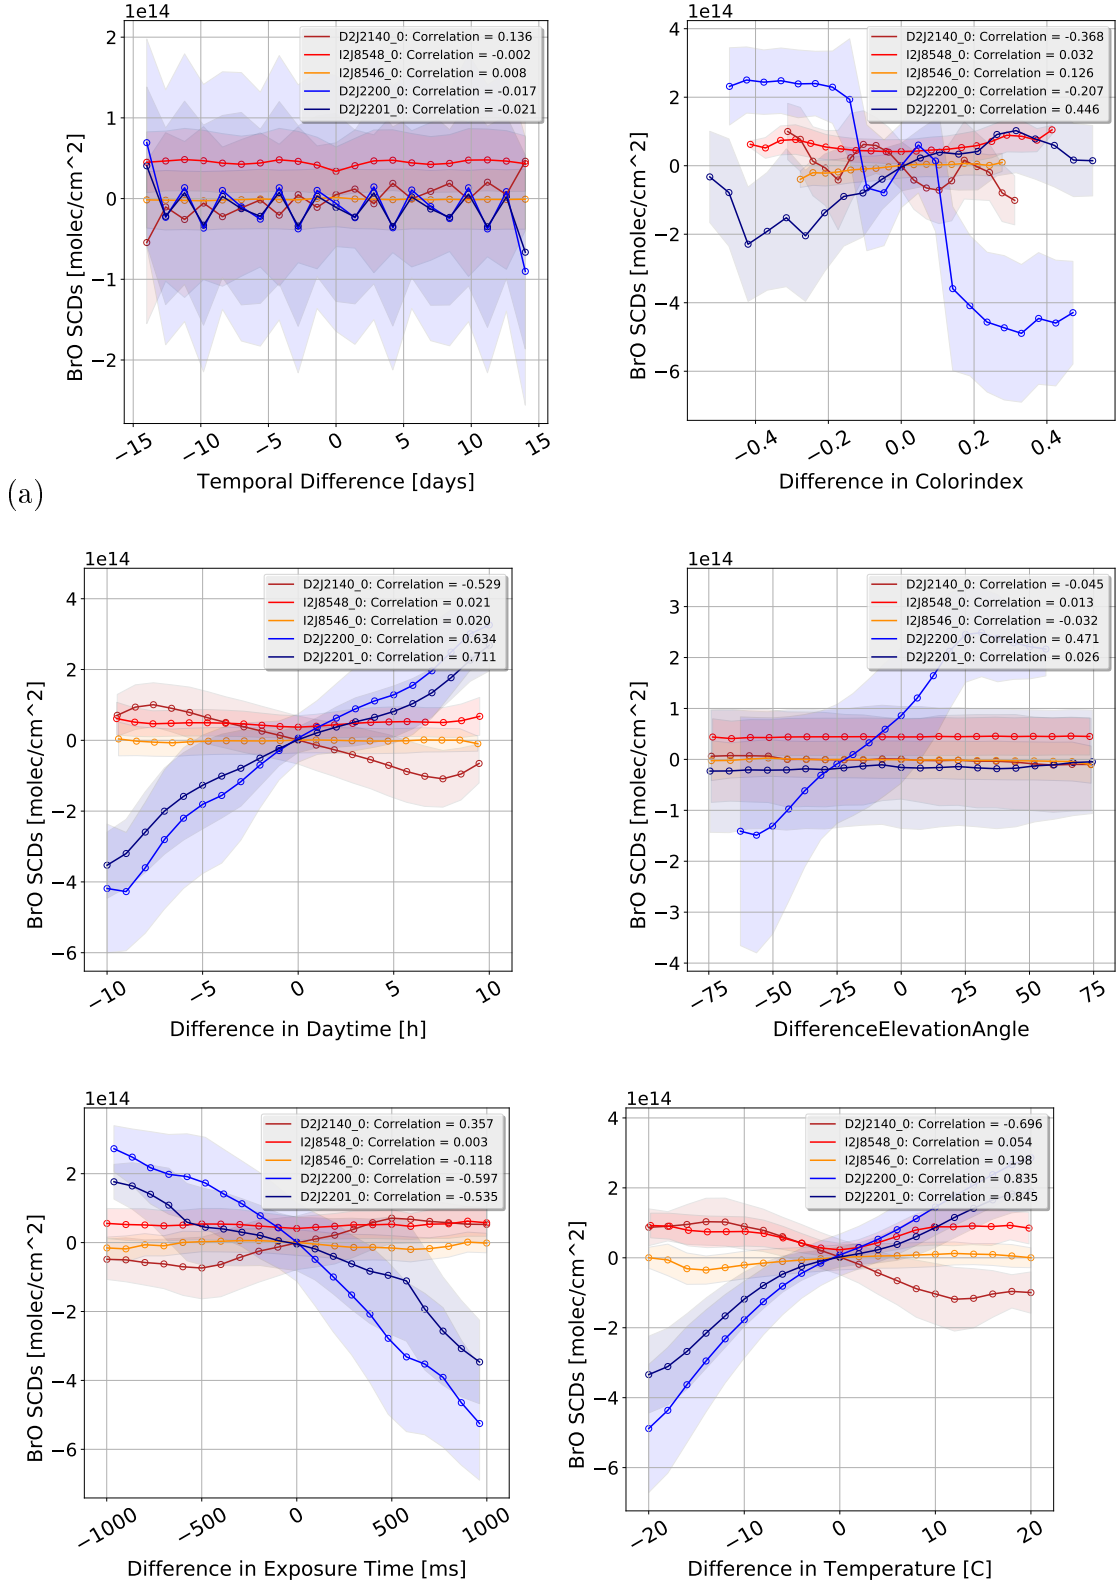 1e14
BrO SCDs [molec/cm^2]
2
1
0
−1
−2
D2J2140_0: Correlation = 0.136
I2J8548_0: Correlation = -0.002
I2J8546_0: Correlation = 0.008
D2J2200_0: Correlation = -0.017
D2J2201_0: Correlation = -0.021
−15
−10
−5
0
5
10
15
Temporal Difference [days]
1e14
BrO SCDs [molec/cm^2]
4
2
0
−2
−4
−6
D2J2140_0: Correlation = -0.368
I2J8548_0: Correlation = 0.032
I2J8546_0: Correlation = 0.126
D2J2200_0: Correlation = -0.207
D2J2201_0: Correlation = 0.446
−0.4
−0.2
0.0
0.2
0.4
Difference in Colorindex
(a)
1e14
BrO SCDs [molec/cm^2]
4
2
0
−2
−4
−6
D2J2140_0: Correlation = -0.529
I2J8548_0: Correlation = 0.021
I2J8546_0: Correlation = 0.020
D2J2200_0: Correlation = 0.634
D2J2201_0: Correlation = 0.711
−10
−5
0
5
10
Difference in Daytime [h]
1e14
BrO SCDs [molec/cm^2]
3
2
1
0
−1
−2
−3
−4
D2J2140_0: Correlation = -0.045
I2J8548_0: Correlation = 0.013
I2J8546_0: Correlation = -0.032
D2J2200_0: Correlation = 0.471
D2J2201_0: Correlation = 0.026
−75
−50
−25
0
25
50
75
DifferenceElevationAngle
1e14
BrO SCDs [molec/cm^2]
2
0
−2
−4
−6
D2J2140_0: Correlation = 0.357
I2J8548_0: Correlation = 0.003
I2J8546_0: Correlation = -0.118
D2J2200_0: Correlation = -0.597
D2J2201_0: Correlation = -0.535
−1000
−500
0
500
1000
Difference in Exposure Time [ms]
1e14
BrO SCDs [molec/cm^2]
4
2
0
−2
−4
−6
D2J2140_0: Correlation = -0.696
I2J8548_0: Correlation = 0.054
I2J8546_0: Correlation = 0.198
D2J2200_0: Correlation = 0.835
D2J2201_0: Correlation = 0.845
−20
−10
0
10
20
Difference in Temperature [C]